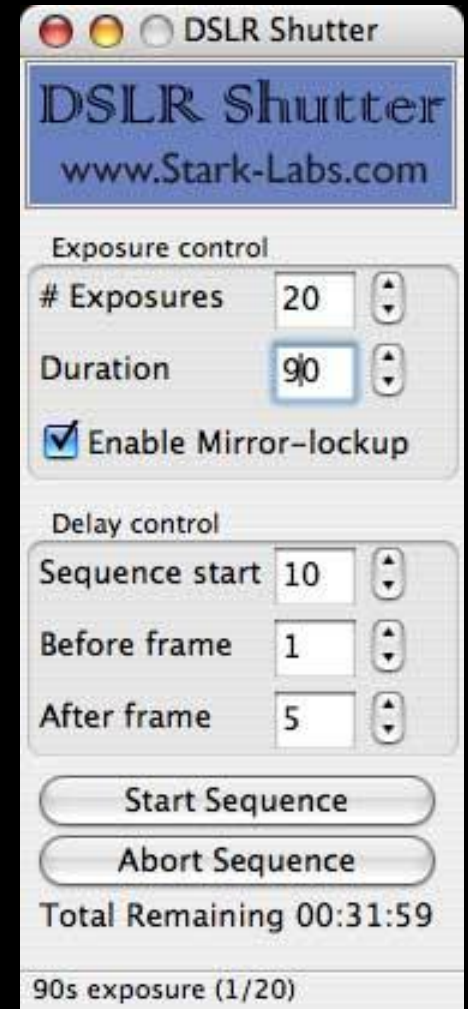 DSLR Shutter
DSLR Shutter
www.Stark-Labs.com
Exposure control
# Exposures 20
Duration 90
Enable Mirror-lockup
Delay control
Sequence start 10
Before frame 1
After frame 5
Start Sequence
Abort Sequence
Total Remaining 00:31:59
90s exposure (1/20)